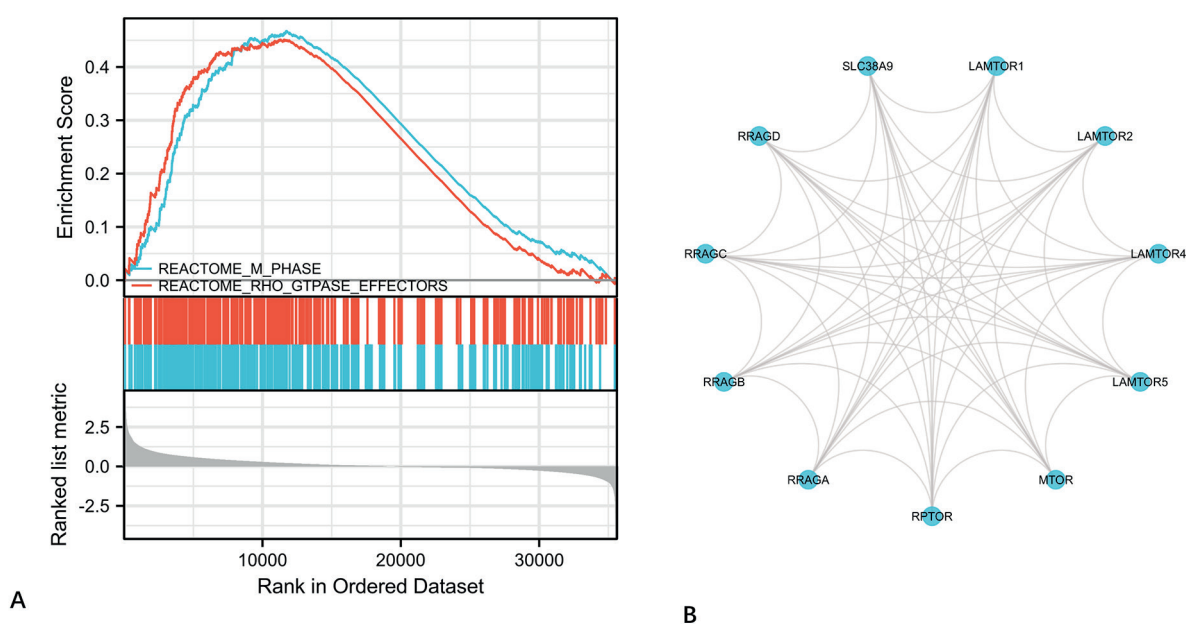 Enrichment Score
0.4
0.3
0.2
0.1
0.0
REACTOME_M_PHASE
REACTOME_RHO_GTPASE_EFFECTORS
Ranked list metric
2.5
0.0
-2.5
10000 20000 30000
Rank in Ordered Dataset
A
SLC38A9 LAMTOR1
RRAGD LAMTOR2
RRAGC LAMTOR4
RRAGB LAMTOR5
RRAGA MTOR
RPTOR
B